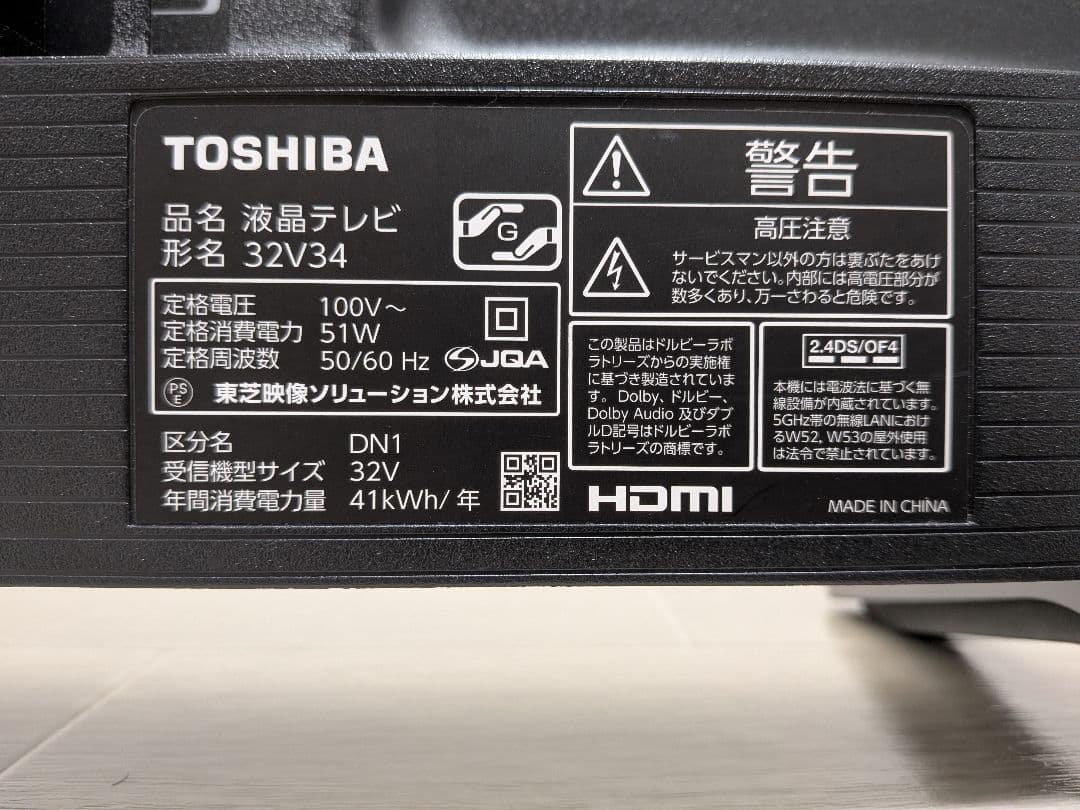 TOSHIBA
品名 液晶テレビ
形名 32V34
G
定格電圧 100V～
定格消費電力 51W
定格周波数 50/60 Hz
JQA
PS
E
東芝映像ソリューション株式会社
区分名 DN1
受信機型サイズ 32V
年間消費電力量 41kWh/年
警告
高圧注意
サービスマン以外の方は裏ぶたをあけ
ないでください。内部には高電圧部分が
数多くあり、万一さわると危険です。
この製品はドルビーラボ
ラトリーズからの実施権
に基づき製造されていま
す。Dolby、ドルビー、
Dolby Audio 及びダブ
ルD記号はドルビーラボ
ラトリーズの商標です。
2.4DS/OF4
本機には電波法に基づく無
線設備が内蔵されています。
5GHz帯の無線LANにおけ
るW52, W53の屋外使用
は法令で禁止されています。
HDMI
MADE IN CHINA